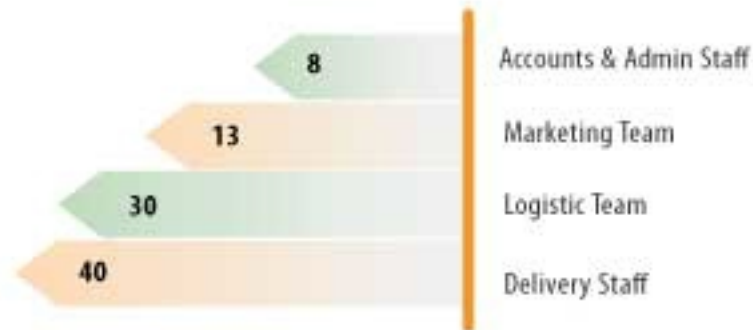 8 Accounts & Admin Staff
13 Marketing Team
30 Logistic Team
40 Delivery Staff